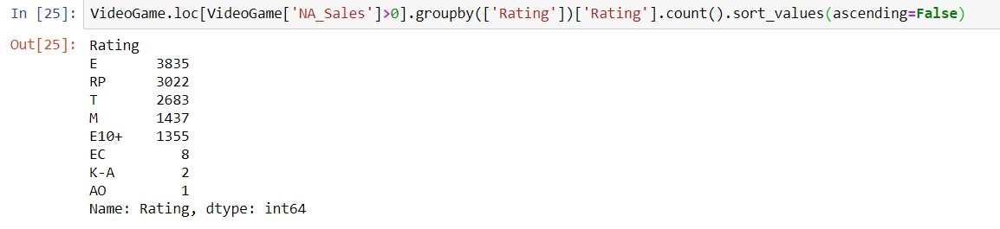 In [25]: VideoGame.loc[VideoGame['NA_Sales']>0].groupby(['Rating'])['Rating'].count().sort_values(ascending=False)
Out[25]: Rating
E       3835
RP      3022
T       2683
M       1437
E10+    1355
EC         8
K-A        2
AO         1
Name: Rating, dtype: int64